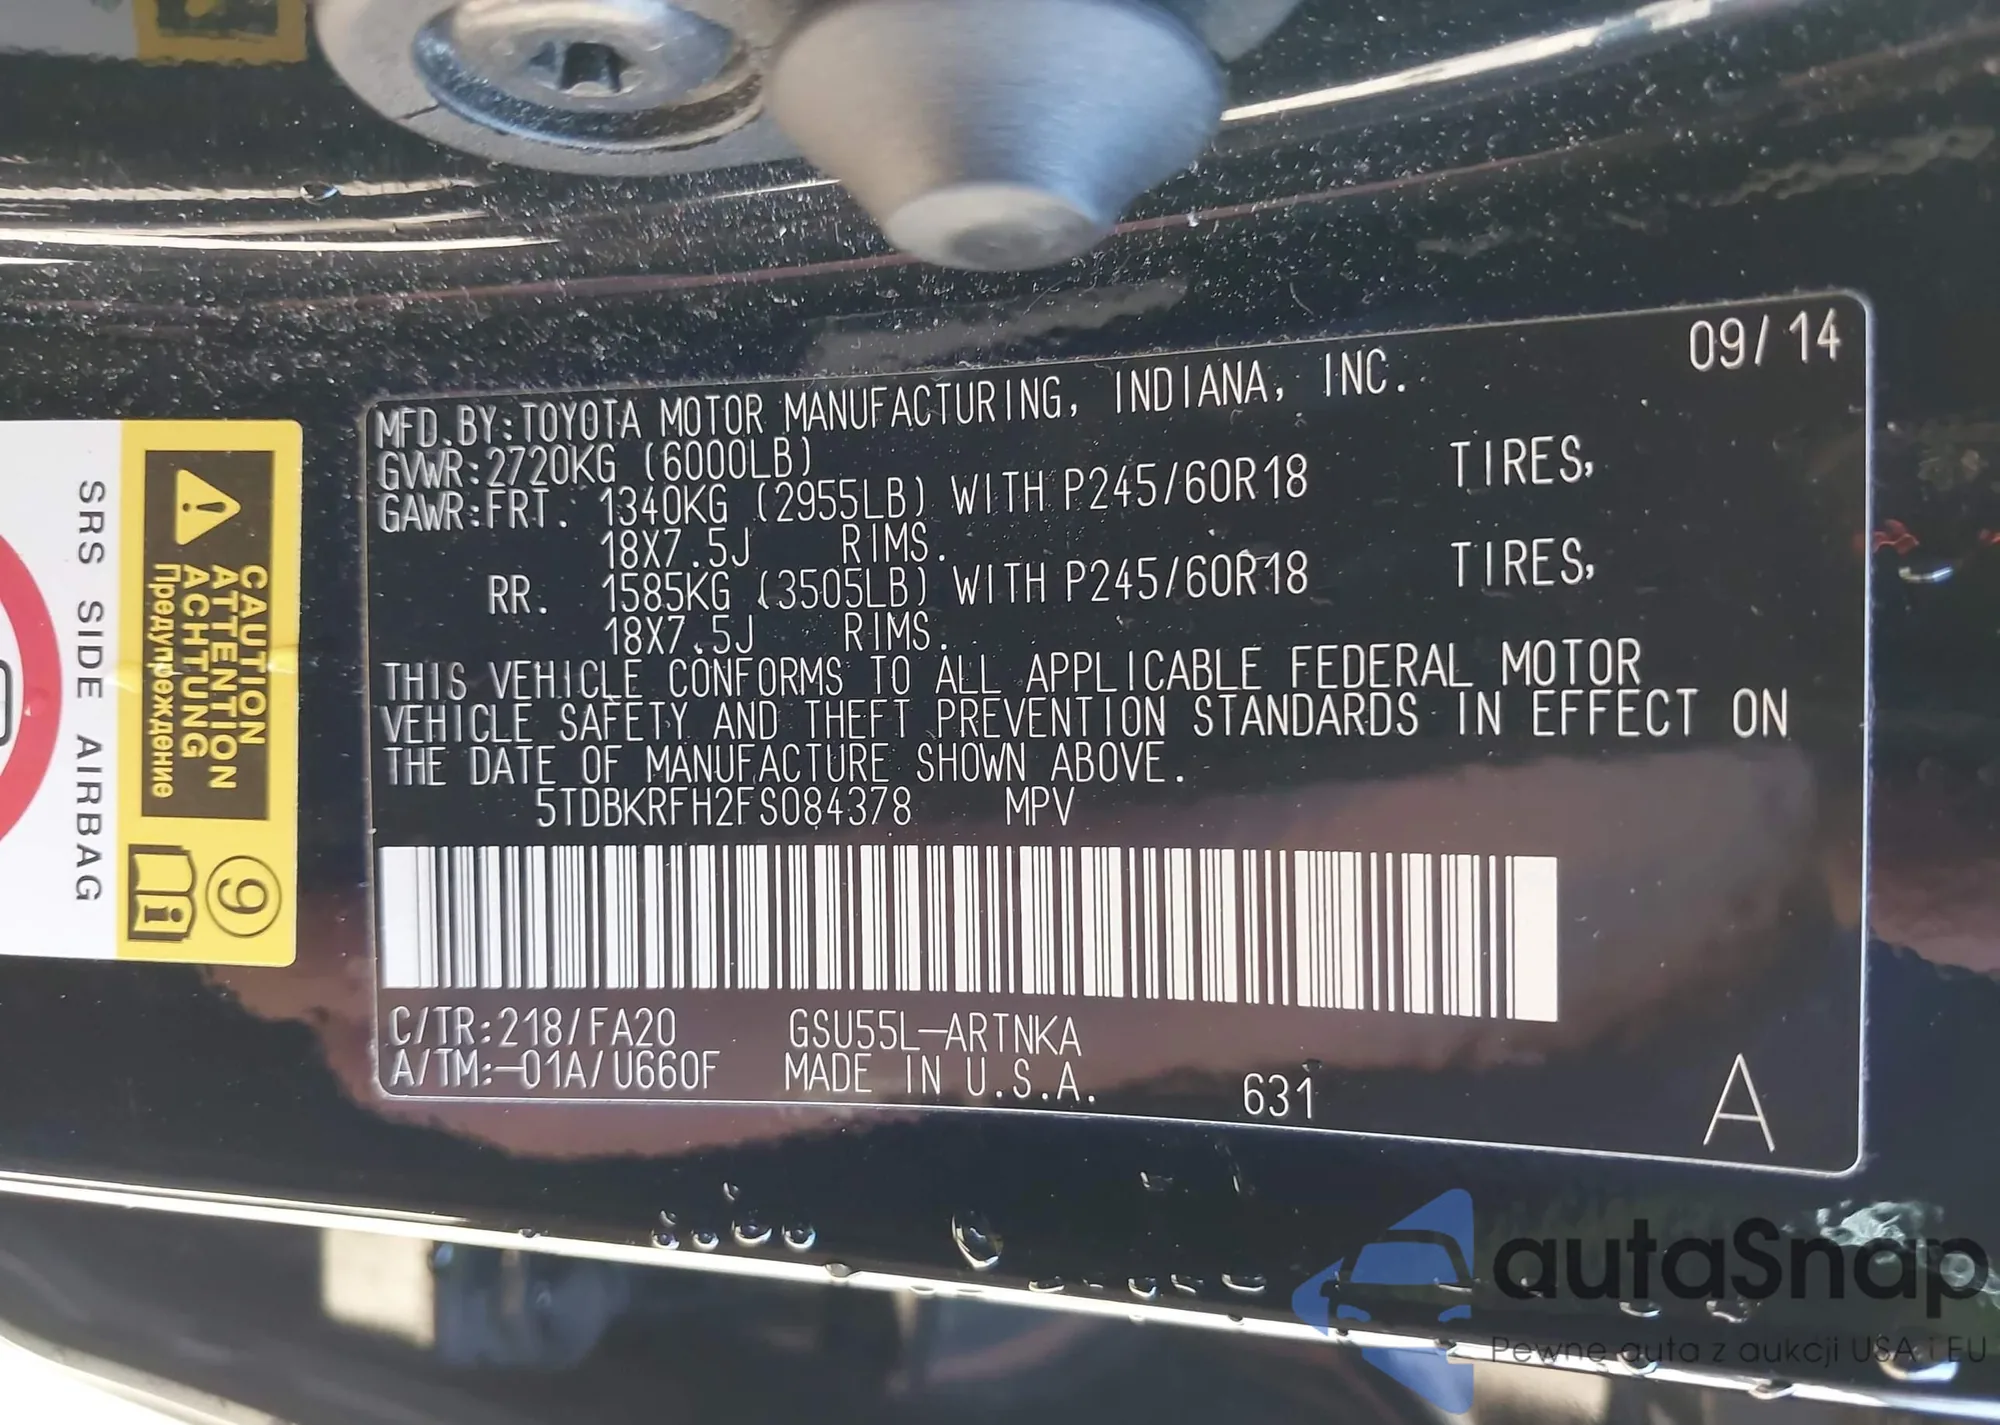 09/14
MFD.BY:TOYOTA MOTOR MANUFACTURING, INDIANA, INC.
GVWR:2720KG (6000LB)
GAWR:FRT. 1340KG (2955LB) WITH P245/60R18 TIRES,
18X7.5J RIMS.
RR. 1585KG (3505LB) WITH P245/60R18 TIRES,
18X7.5J RIMS.
THIS VEHICLE CONFORMS TO ALL APPLICABLE FEDERAL MOTOR
VEHICLE SAFETY AND THEFT PREVENTION STANDARDS IN EFFECT ON
THE DATE OF MANUFACTURE SHOWN ABOVE.
5TDBKRFH2FS084378 MPV
C/TR:218/FA20 GSU55L-ARTNKA
A/TM:-01A/U660F MADE IN U.S.A. 631
A
CAUTION
ATTENTION
ACHTUNG
Предупреждение
SRS SIDE AIRBAG
9
autaSnap
Pewne auta z aukcji USA i EU